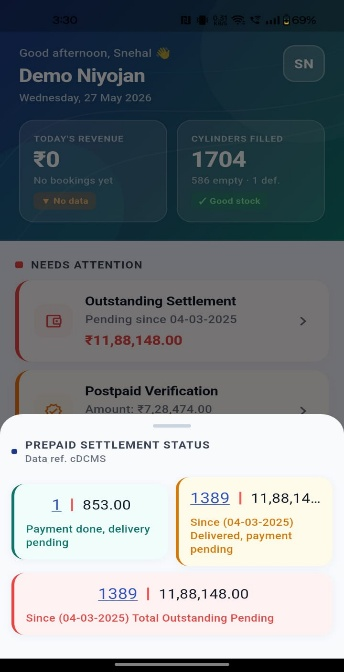 3:30
69%
Good afternoon, Snehal 👋
Demo Niyojan
SN
Wednesday, 27 May 2026
TODAY'S REVENUE
₹0
No bookings yet
▼ No data
CYLINDERS FILLED
1704
586 empty · 1 def.
✓ Good stock
NEEDS ATTENTION
Outstanding Settlement
Pending since 04-03-2025
₹11,88,148.00
Postpaid Verification
Amount: ₹7,28,474.00
PREPAID SETTLEMENT STATUS
Data ref. cDCMS
1 | 853.00
Payment done, delivery
pending
1389 | 11,88,14...
Since (04-03-2025)
Delivered, payment
pending
1389 | 11,88,148.00
Since (04-03-2025) Total Outstanding Pending